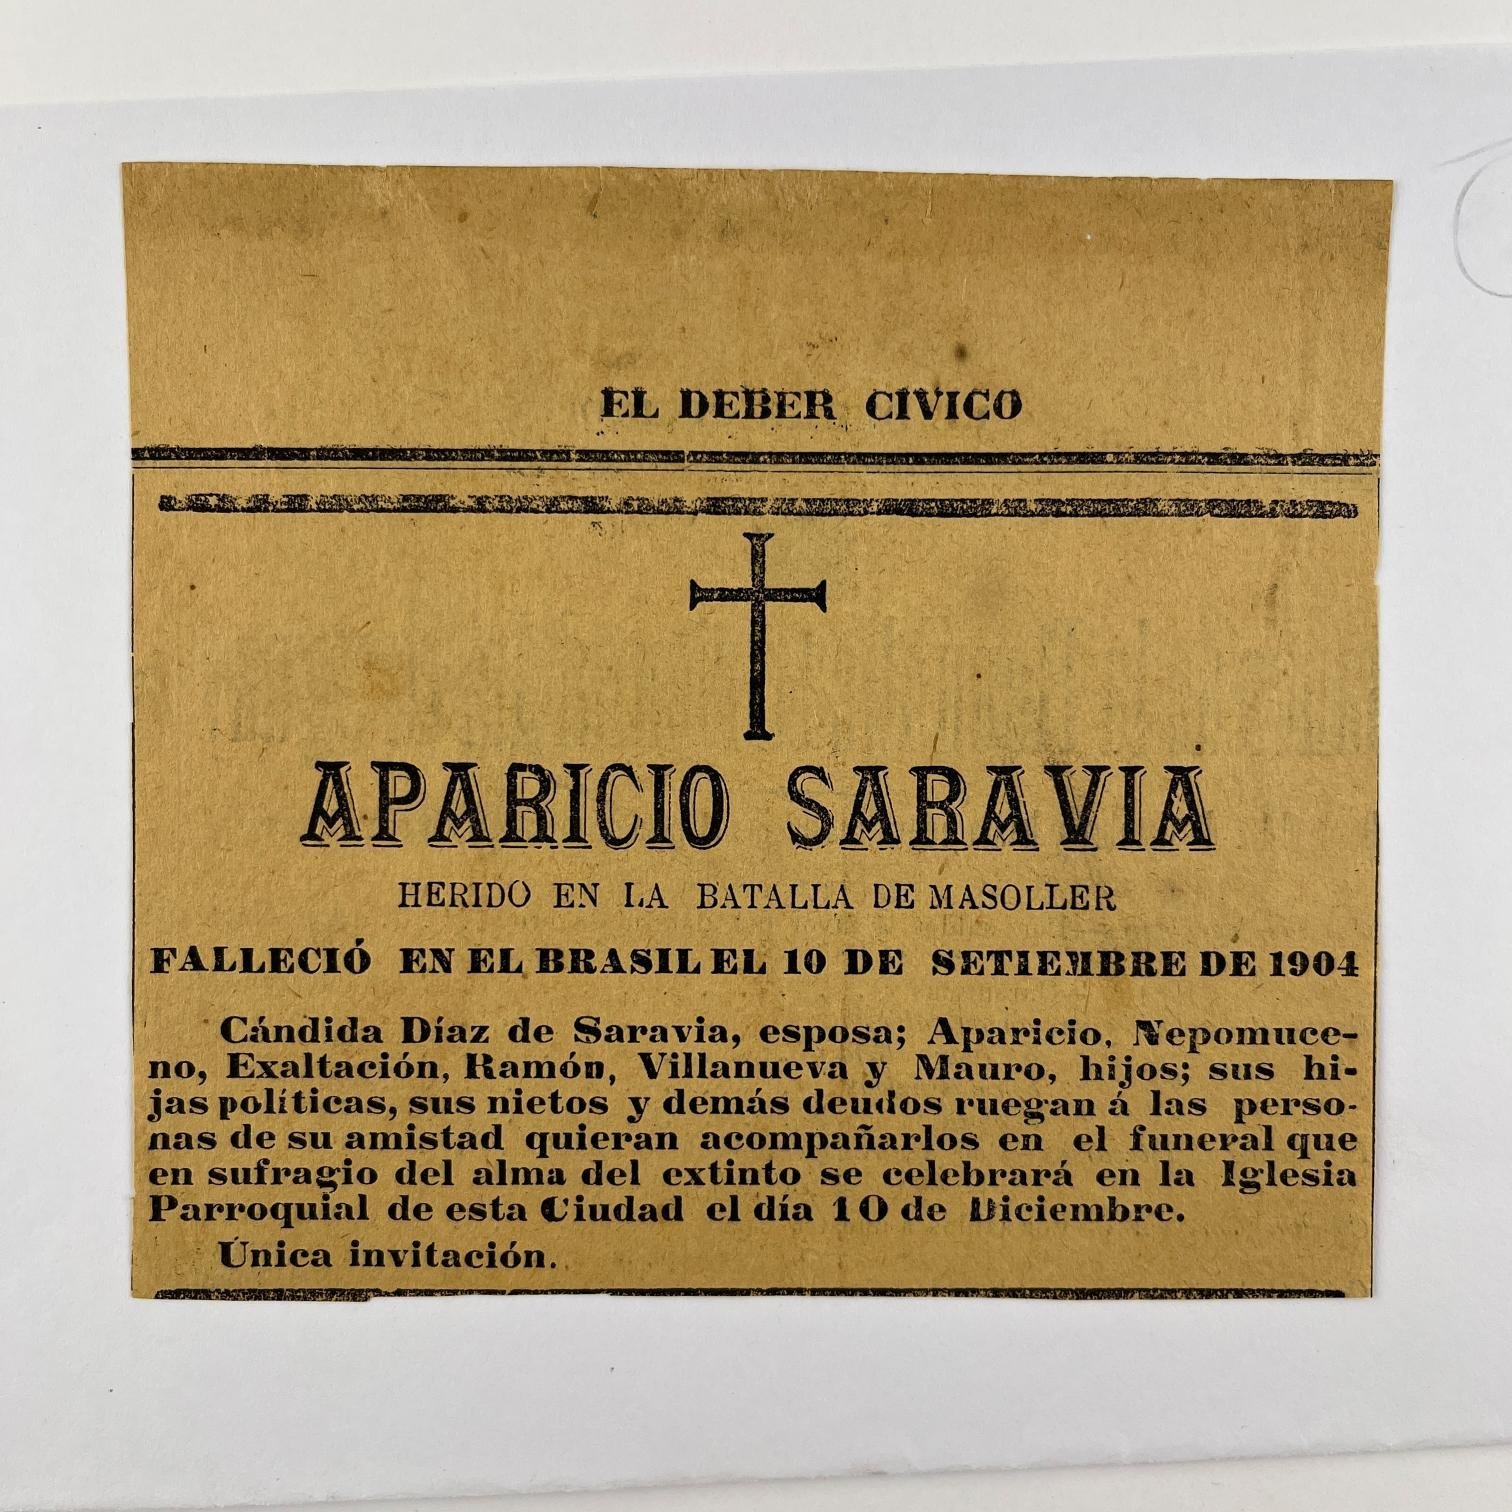 EL DEBER CIVICO
APARICIO SARAVIA
HERIDO EN LA BATALLA DE MASOLLER
FALLECIÓ EN EL BRASIL EL 10 DE SETIEMBRE DE 1904
Cándida Díaz de Saravia, esposa; Aparicio, Nepomuce-
no, Exaltación, Ramón, Villanueva y Mauro, hijos; sus hi-
jas políticas, sus nietos y demás deudos ruegan á las perso-
nas de su amistad quieran acompañarlos en el funeral que
en sufragio del alma del extinto se celebrará en la Iglesia
Parroquial de esta Ciudad el día 10 de Diciembre.
Única invitación.